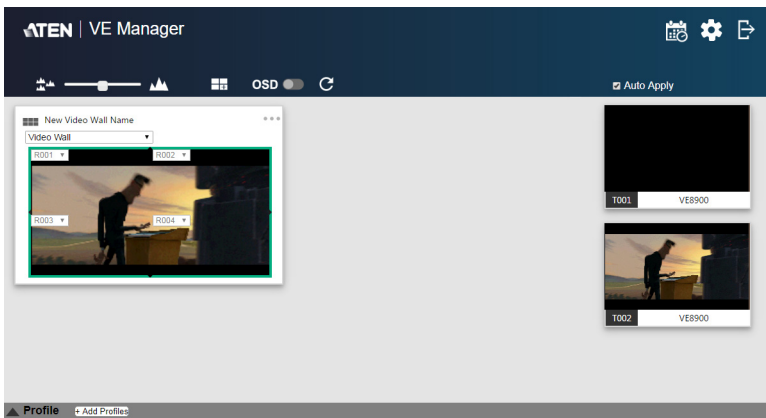 ATEN VE Manager
OSD
Auto Apply
New Video Wall Name
Video Wall
R001 R002
R003 R004
T001 VE8900
T002 VE8900
Profile + Add Profiles